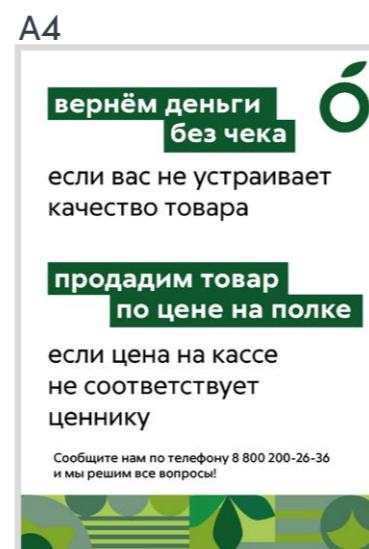 A4
вернём деньги
без чека
если вас не устраивает
качество товара
продадим товар
по цене на полке
если цена на кассе
не соответствует
ценнику
Сообщите нам по телефону 8 800 200-26-36
и мы решим все вопросы!